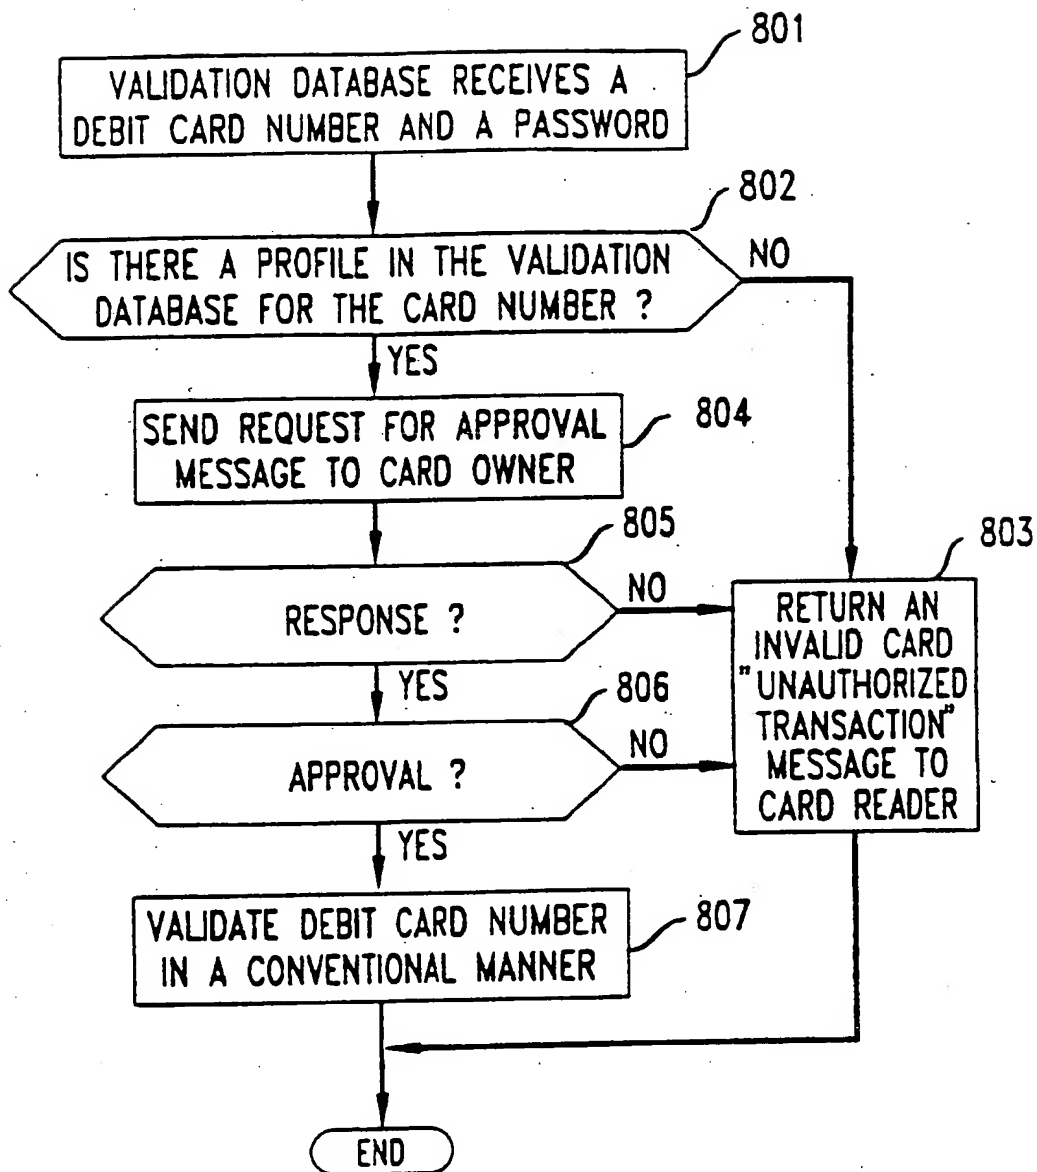 801
VALIDATION DATABASE RECEIVES A
DEBIT CARD NUMBER AND A PASSWORD
802
IS THERE A PROFILE IN THE VALIDATION
DATABASE FOR THE CARD NUMBER ?
NO
YES
SEND REQUEST FOR APPROVAL
MESSAGE TO CARD OWNER
804
805
RESPONSE ?
NO
YES
803
RETURN AN
INVALID CARD
"UNAUTHORIZED
TRANSACTION"
MESSAGE TO
CARD READER
806
APPROVAL ?
NO
YES
VALIDATE DEBIT CARD NUMBER
IN A CONVENTIONAL MANNER
807
END